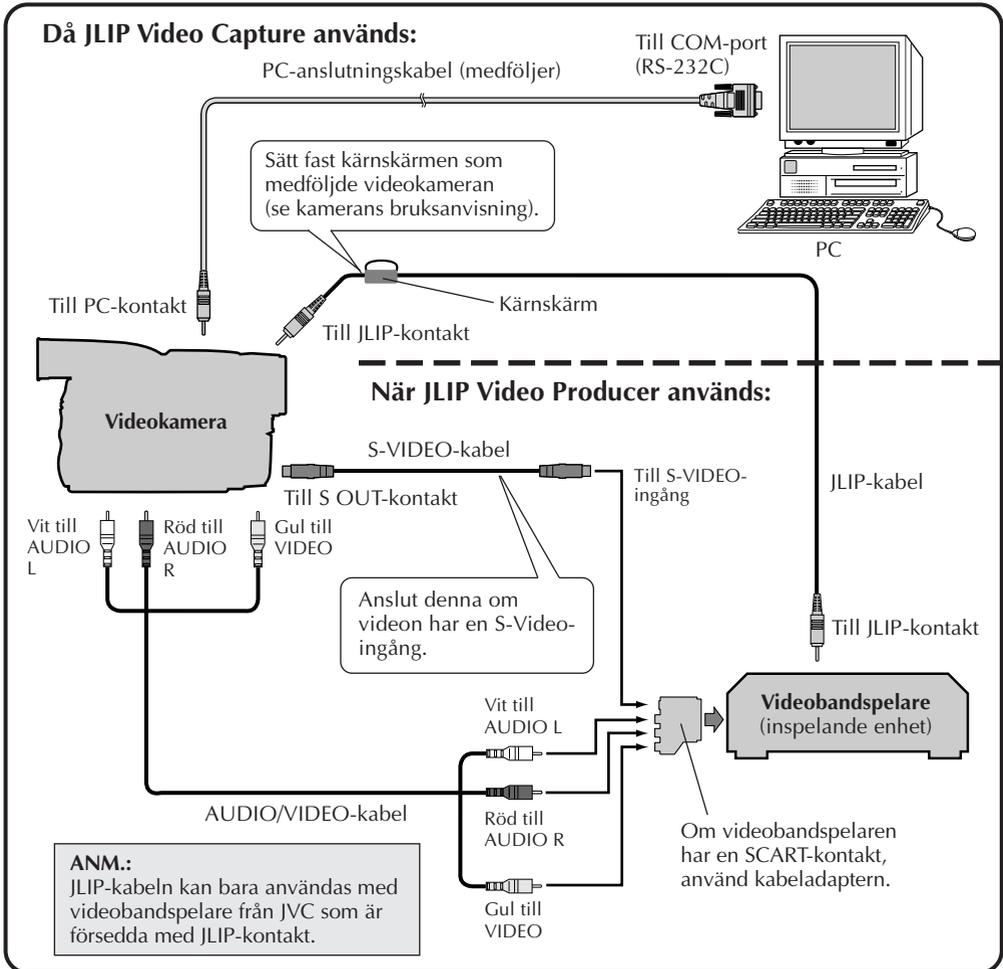 Då JLIP Video Capture används:
PC-anslutningskabel (medföljer)
Till COM-port
(RS-232C)
Sätt fast kärnskärmen som
medföljde videokameran
(se kamerans bruksanvisning).
PC
Till PC-kontakt
Kärnskärm
Till JLIP-kontakt
När JLIP Video Producer används:
Videokamera
S-VIDEO-kabel
Till S OUT-kontakt
Till S-VIDEO-
ingång
JLIP-kabel
Vit till
AUDIO
L
Röd till
AUDIO
R
Gul till
VIDEO
Anslut denna om
videon har en S-Video-
ingång.
Till JLIP-kontakt
Videobandspelare
(inspelande enhet)
Vit till
AUDIO L
AUDIO/VIDEO-kabel
Röd till
AUDIO R
Om videobandspelaren
har en SCART-kontakt,
använd kabeladaptern.
Gul till
VIDEO
ANM.:
JLIP-kabeln kan bara användas med
videobandspelare från JVC som är
försedda med JLIP-kontakt.